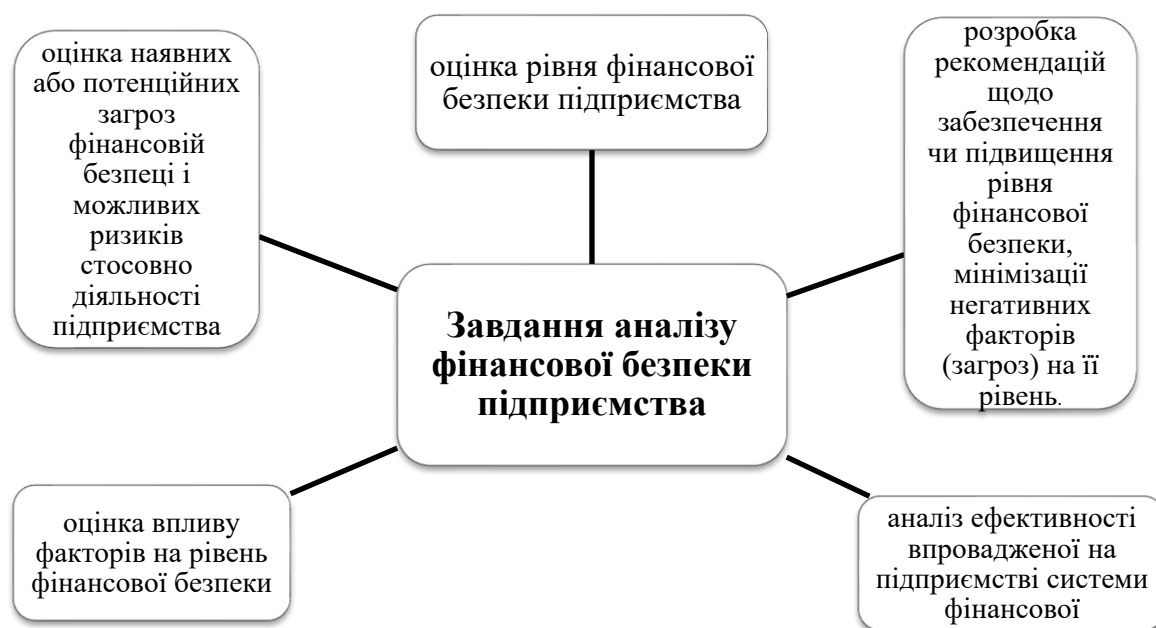 оцінка наявних
або потенційних
загроз
фінансовій
безпеці і
можливих
ризиків
стосовно
діяльності
підприємства
оцінка рівня фінансової
безпеки підприємства
розробка
рекомендацій
щодо
забезпечення
чи підвищення
рівня
фінансової
безпеки,
мінімізації
негативних
факторів
(загроз) на її
рівень.
Завдання аналізу
фінансової безпеки
підприємства
оцінка впливу
факторів на рівень
фінансової безпеки
аналіз ефективності
впровадженої на
підприємстві системи
фінансової